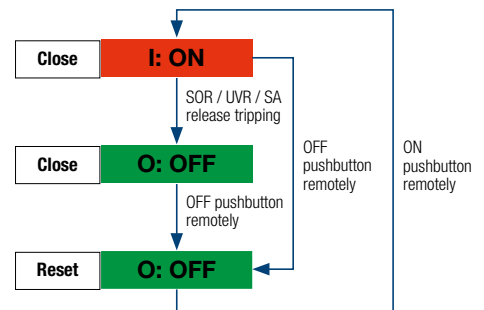 Close
I: ON
SOR / UVR / SA
release tripping
OFF
pushbutton
remotely
ON
pushbutton
remotely
Close
O: OFF
OFF pushbutton
remotely
Reset
O: OFF